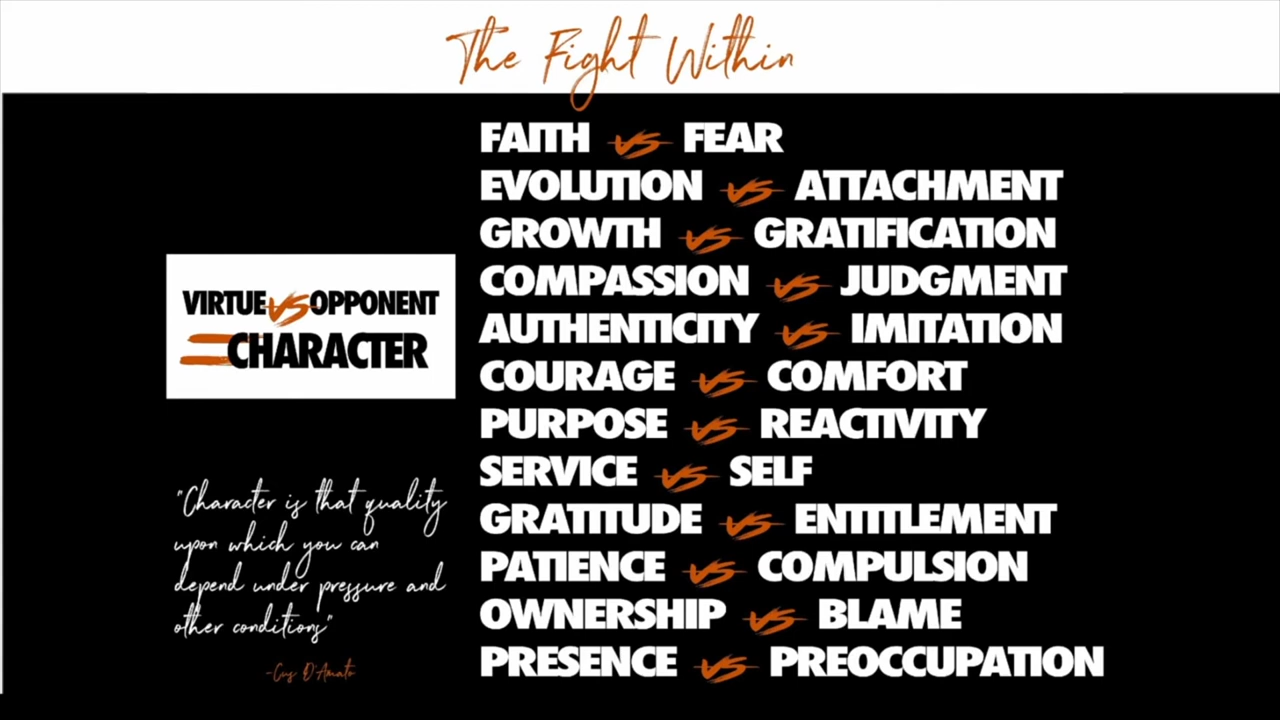 The Fight Within
FAITH VS FEAR
EVOLUTION VS ATTACHMENT
GROWTH VS GRATIFICATION
COMPASSION VS JUDGMENT
AUTHENTICITY VS IMITATION
COURAGE VS COMFORT
PURPOSE VS REACTIVITY
SERVICE VS SELF
GRATITUDE VS ENTITLEMENT
PATIENCE VS COMPULSION
OWNERSHIP VS BLAME
PRESENCE VS PREOCCUPATION
VIRTUE VS OPPONENT
=CHARACTER
"Character is that quality
upon which you can
depend under pressure and
other conditions"
-Cus D'Amato